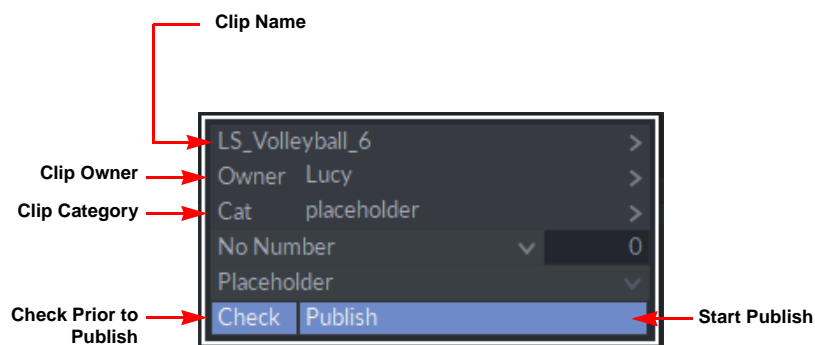 Clip Name
LS_Volleyball_6 >
Clip Owner
Owner Lucy >
Clip Category
Cat placeholder >
No Number 0
Placeholder
Check Prior to
Publish
Check Publish
Start Publish